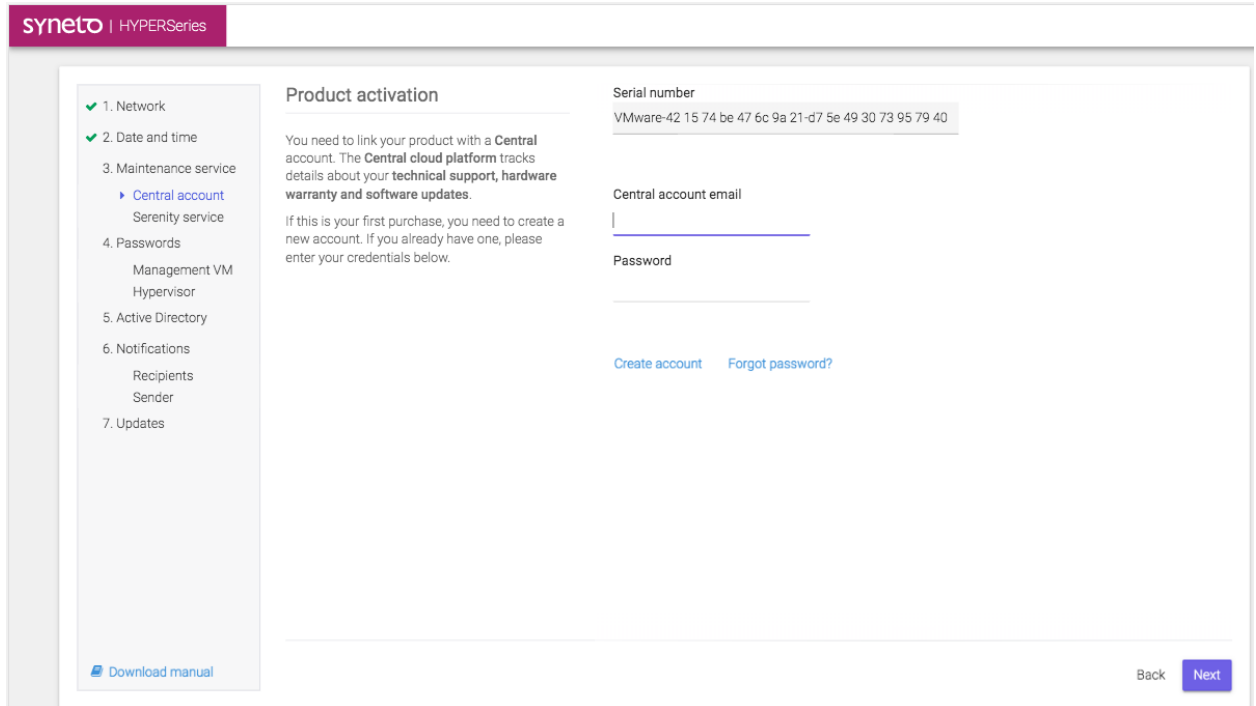 syneto | HYPERSeries
1. Network
2. Date and time
3. Maintenance service
Central account
Serenity service
4. Passwords
Management VM
Hypervisor
5. Active Directory
6. Notifications
Recipients
Sender
7. Updates
Download manual
Product activation
You need to link your product with a Central
account. The Central cloud platform tracks
details about your technical support, hardware
warranty and software updates.
If this is your first purchase, you need to create a
new account. If you already have one, please
enter your credentials below.
Serial number
VMware-42 15 74 be 47 6c 9a 21-d7 5e 49 30 73 95 79 40
Central account email
Password
Create account Forgot password?
Back Next